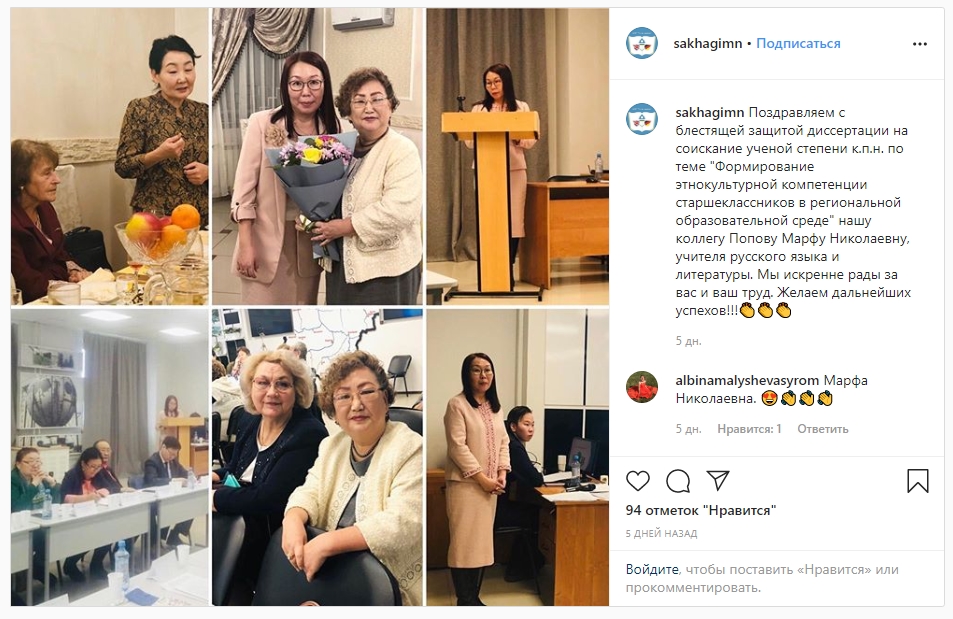 sakhagimn • Подписаться
sakhagimn Поздравляем с
блестящей защитой диссертации на
соискание ученой степени к.п.н. по
теме "Формирование
этнокультурной компетенции
старшеклассников в региональной
образовательной среде" нашу
коллегу Попову Марфу Николаевну,
учителя русского языка и
литературы. Мы искренне рады за
вас и ваш труд. Желаем дальнейших
успехов!!!👏👏👏
5 дн.
albinamalyshevasyrom Марфа
Николаевна. 😍👏👏👏
5 дн. Нравится: 1 Ответить
94 отметок "Нравится"
5 ДНЕЙ НАЗАД
Войдите, чтобы поставить «Нравится» или
прокомментировать.